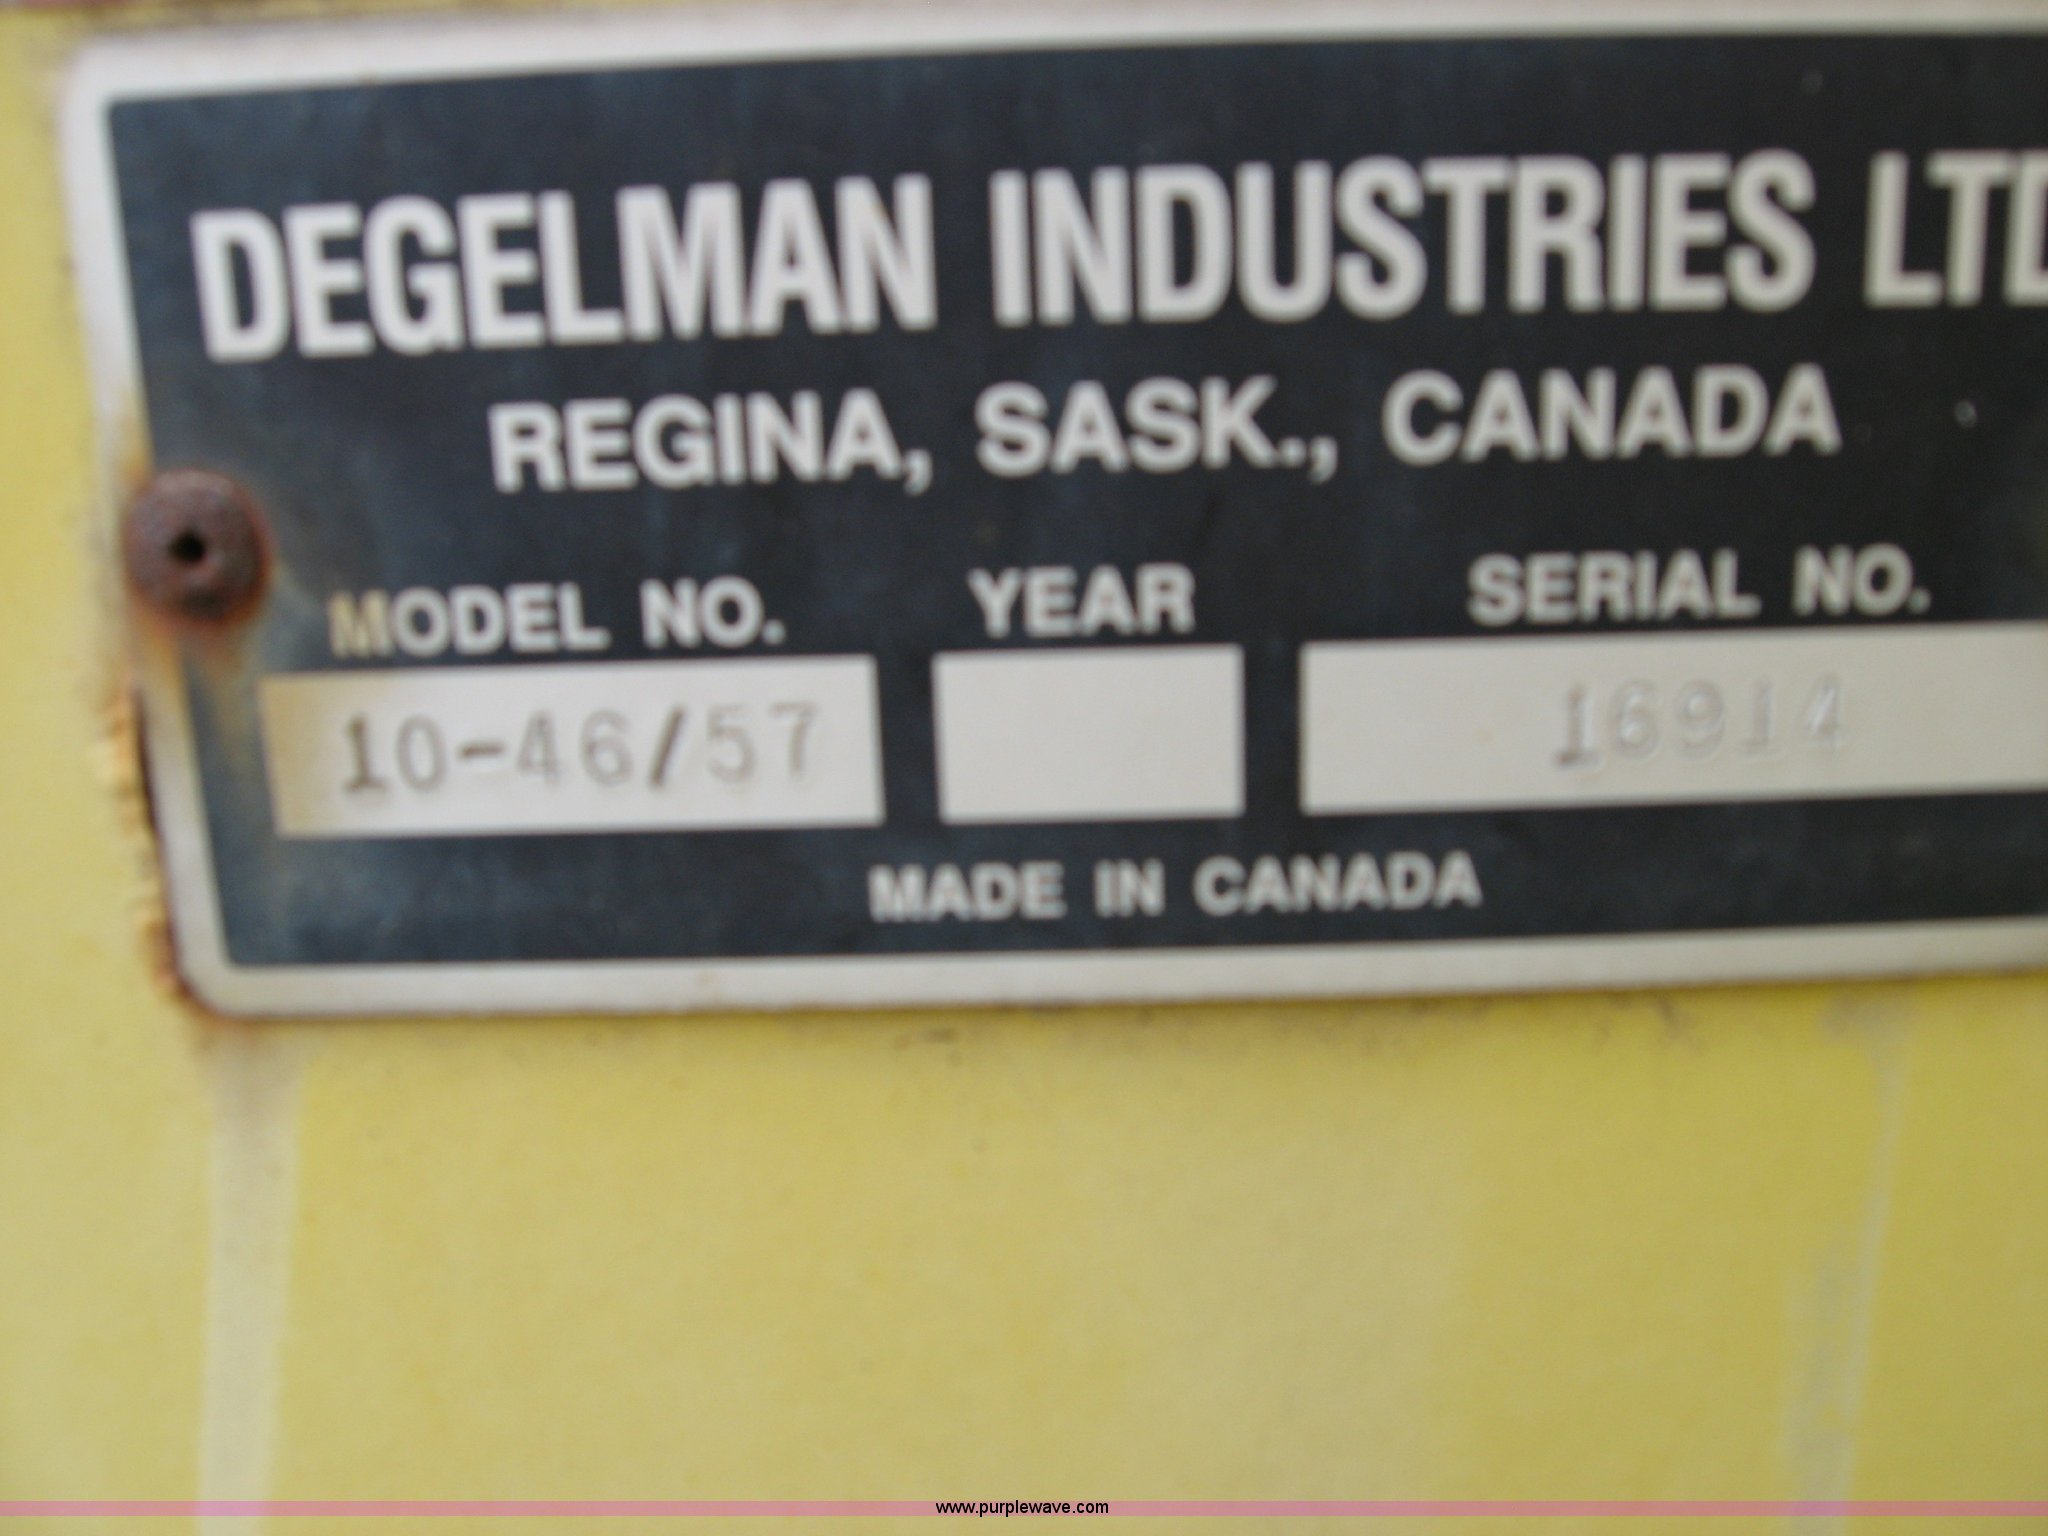 DEGELMAN INDUSTRIES LTD
REGINA, SASK., CANADA
MODEL NO. YEAR SERIAL NO.
10-46/57 16914
MADE IN CANADA
www.purplewave.com